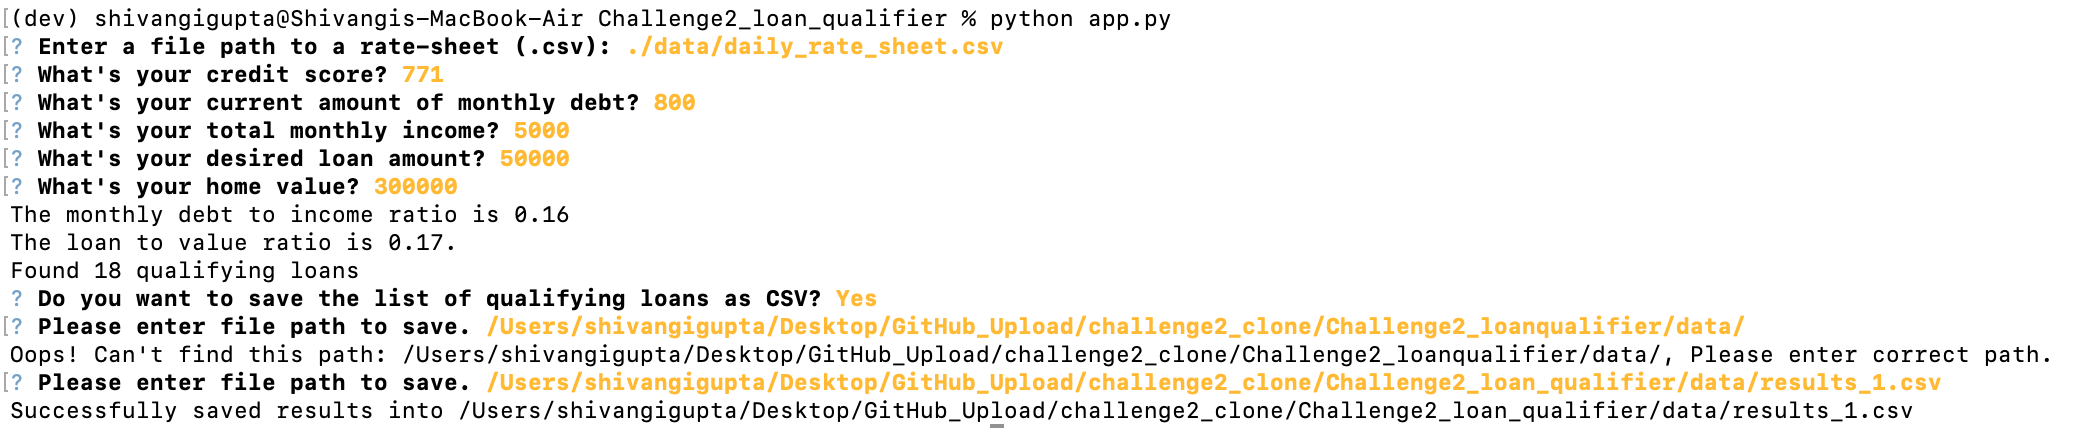 [(dev) shivangigupta@Shivangis-MacBook-Air Challenge2_loan_qualifier % python app.py
[? Enter a file path to a rate-sheet (.csv): ./data/daily_rate_sheet.csv
[? What's your credit score? 771
[? What's your current amount of monthly debt? 800
[? What's your total monthly income? 5000
[? What's your desired loan amount? 50000
[? What's your home value? 300000
The monthly debt to income ratio is 0.16
The loan to value ratio is 0.17.
Found 18 qualifying loans
? Do you want to save the list of qualifying loans as CSV? Yes
[? Please enter file path to save. /Users/shivangigupta/Desktop/GitHub_Upload/challenge2_clone/Challenge2_loanqualifier/data/
Oops! Can't find this path: /Users/shivangigupta/Desktop/GitHub_Upload/challenge2_clone/Challenge2_loanqualifier/data/, Please enter correct path.
[? Please enter file path to save. /Users/shivangigupta/Desktop/GitHub_Upload/challenge2_clone/Challenge2_loan_qualifier/data/results_1.csv
Successfully saved results into /Users/shivangigupta/Desktop/GitHub_Upload/challenge2_clone/Challenge2_loan_qualifier/data/results_1.csv